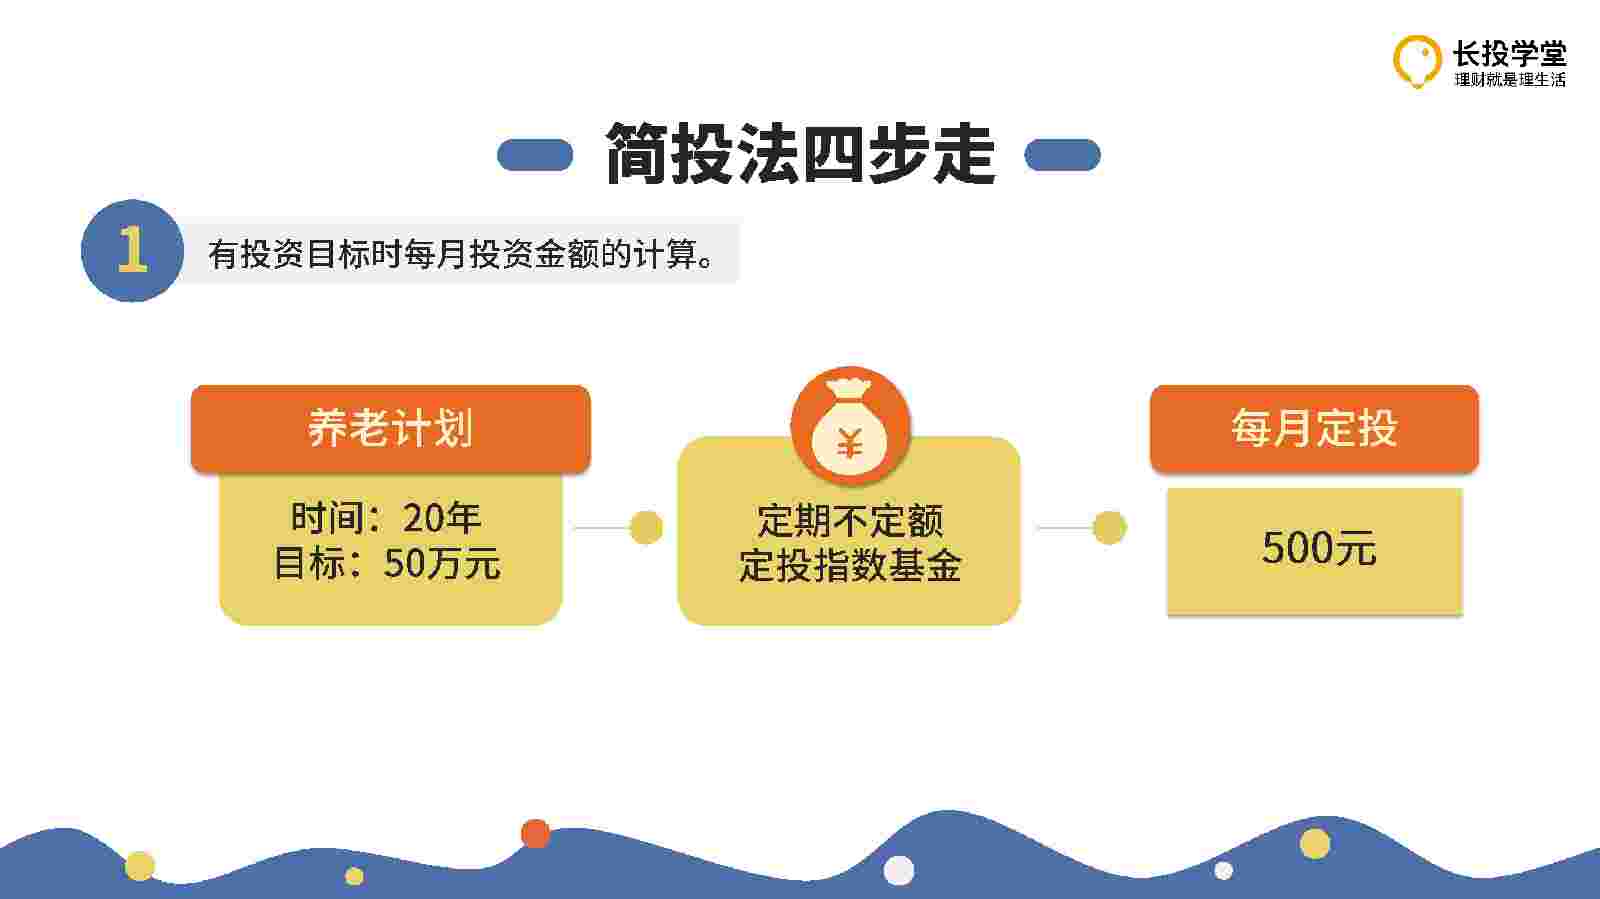 长投学堂
理财就是理生活
简投法四步走
1
有投资目标时每月投资金额的计算。
养老计划
时间：20年
目标：50万元
¥
定期不定额
定投指数基金
每月定投
500元